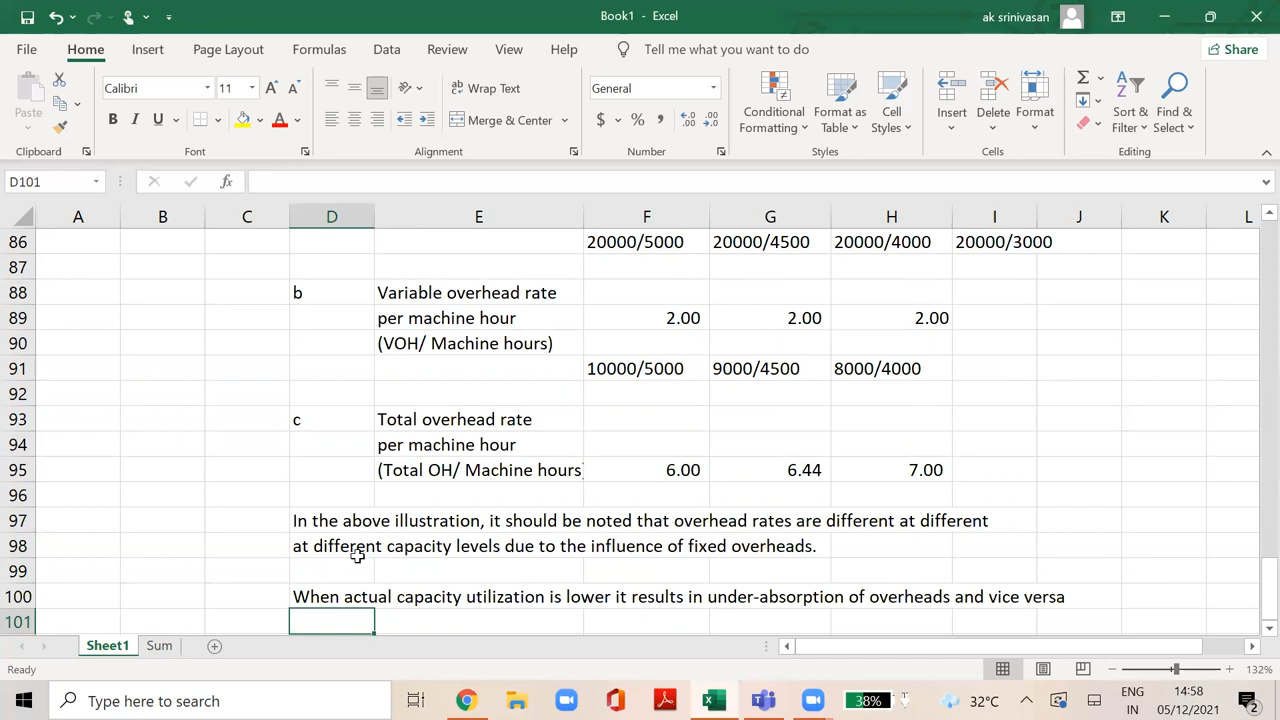 Book1 - Excel
ak srinivasan
File Home Insert Page Layout Formulas Data Review View Help Tell me what you want to do Share
Paste
Calibri 11
B I U A
Wrap Text
Merge & Center
General
$ %
Conditional Formatting
Format as Table
Cell Styles
Insert
Delete
Format
Sort & Filter
Find & Select
Clipboard Font Alignment Number Styles Cells Editing
D101 fx
A B C D E F G H I J K L
86 20000/5000 20000/4500 20000/4000 20000/3000
87
88 b Variable overhead rate
89 per machine hour 2.00 2.00 2.00
90 (VOH/ Machine hours)
91 10000/5000 9000/4500 8000/4000
92
93 c Total overhead rate
94 per machine hour
95 (Total OH/ Machine hours) 6.00 6.44 7.00
96
97 In the above illustration, it should be noted that overhead rates are different at different
98 at different capacity levels due to the influence of fixed overheads.
99
100 When actual capacity utilization is lower it results in under-absorption of overheads and vice versa
101
Sheet1 Sum
Ready 132%
Type here to search 38% 32°C ENG IN 14:58 05/12/2021 2